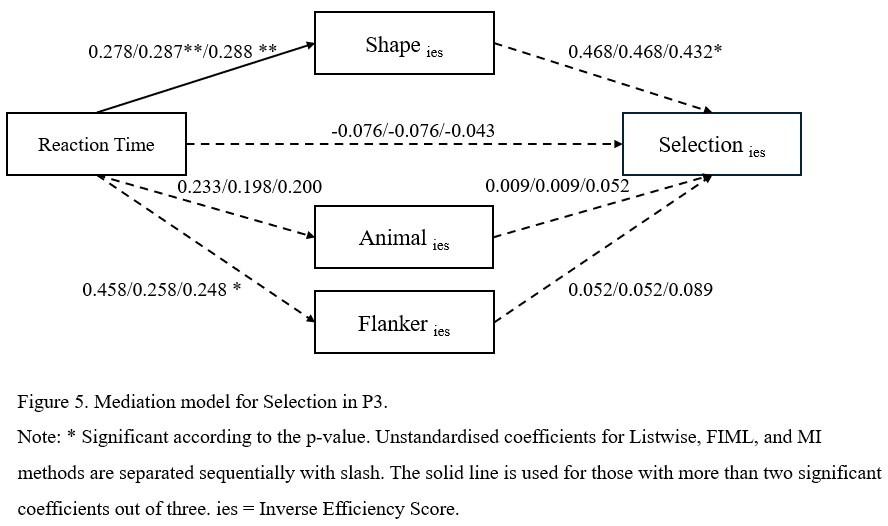 0.278/0.287**/0.288 **
Shape ies
0.468/0.468/0.432*
Reaction Time
-0.076/-0.076/-0.043
Selection ies
0.233/0.198/0.200
0.009/0.009/0.052
Animal ies
0.458/0.258/0.248 *
Flanker ies
0.052/0.052/0.089
Figure 5. Mediation model for Selection in P3.
Note: * Significant according to the p-value. Unstandardised coefficients for Listwise, FIML, and MI
methods are separated sequentially with slash. The solid line is used for those with more than two significant
coefficients out of three. ies = Inverse Efficiency Score.